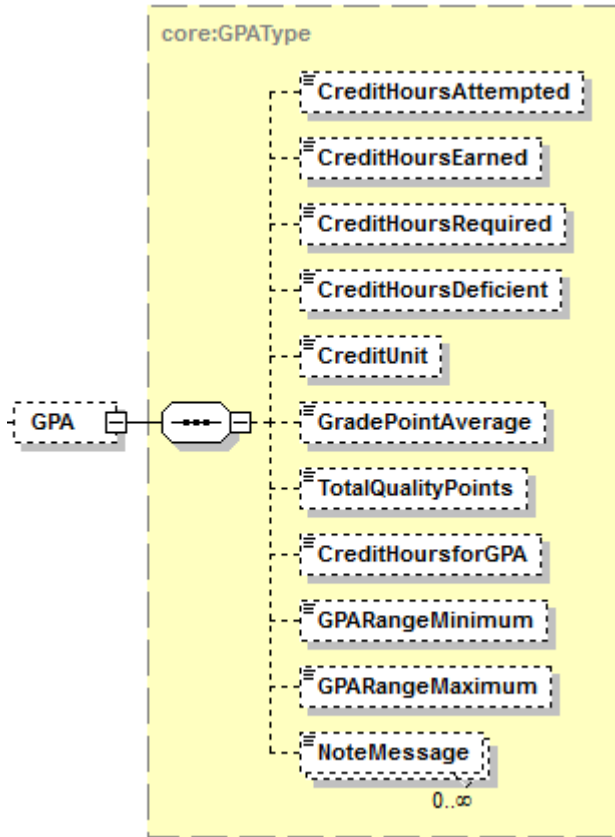 core:GPAType
CreditHoursAttempted
CreditHoursEarned
CreditHoursRequired
CreditHoursDeficient
CreditUnit
GPA
GradePointAverage
TotalQualityPoints
CreditHoursforGPA
GPARangeMinimum
GPARangeMaximum
NoteMessage
0..∞